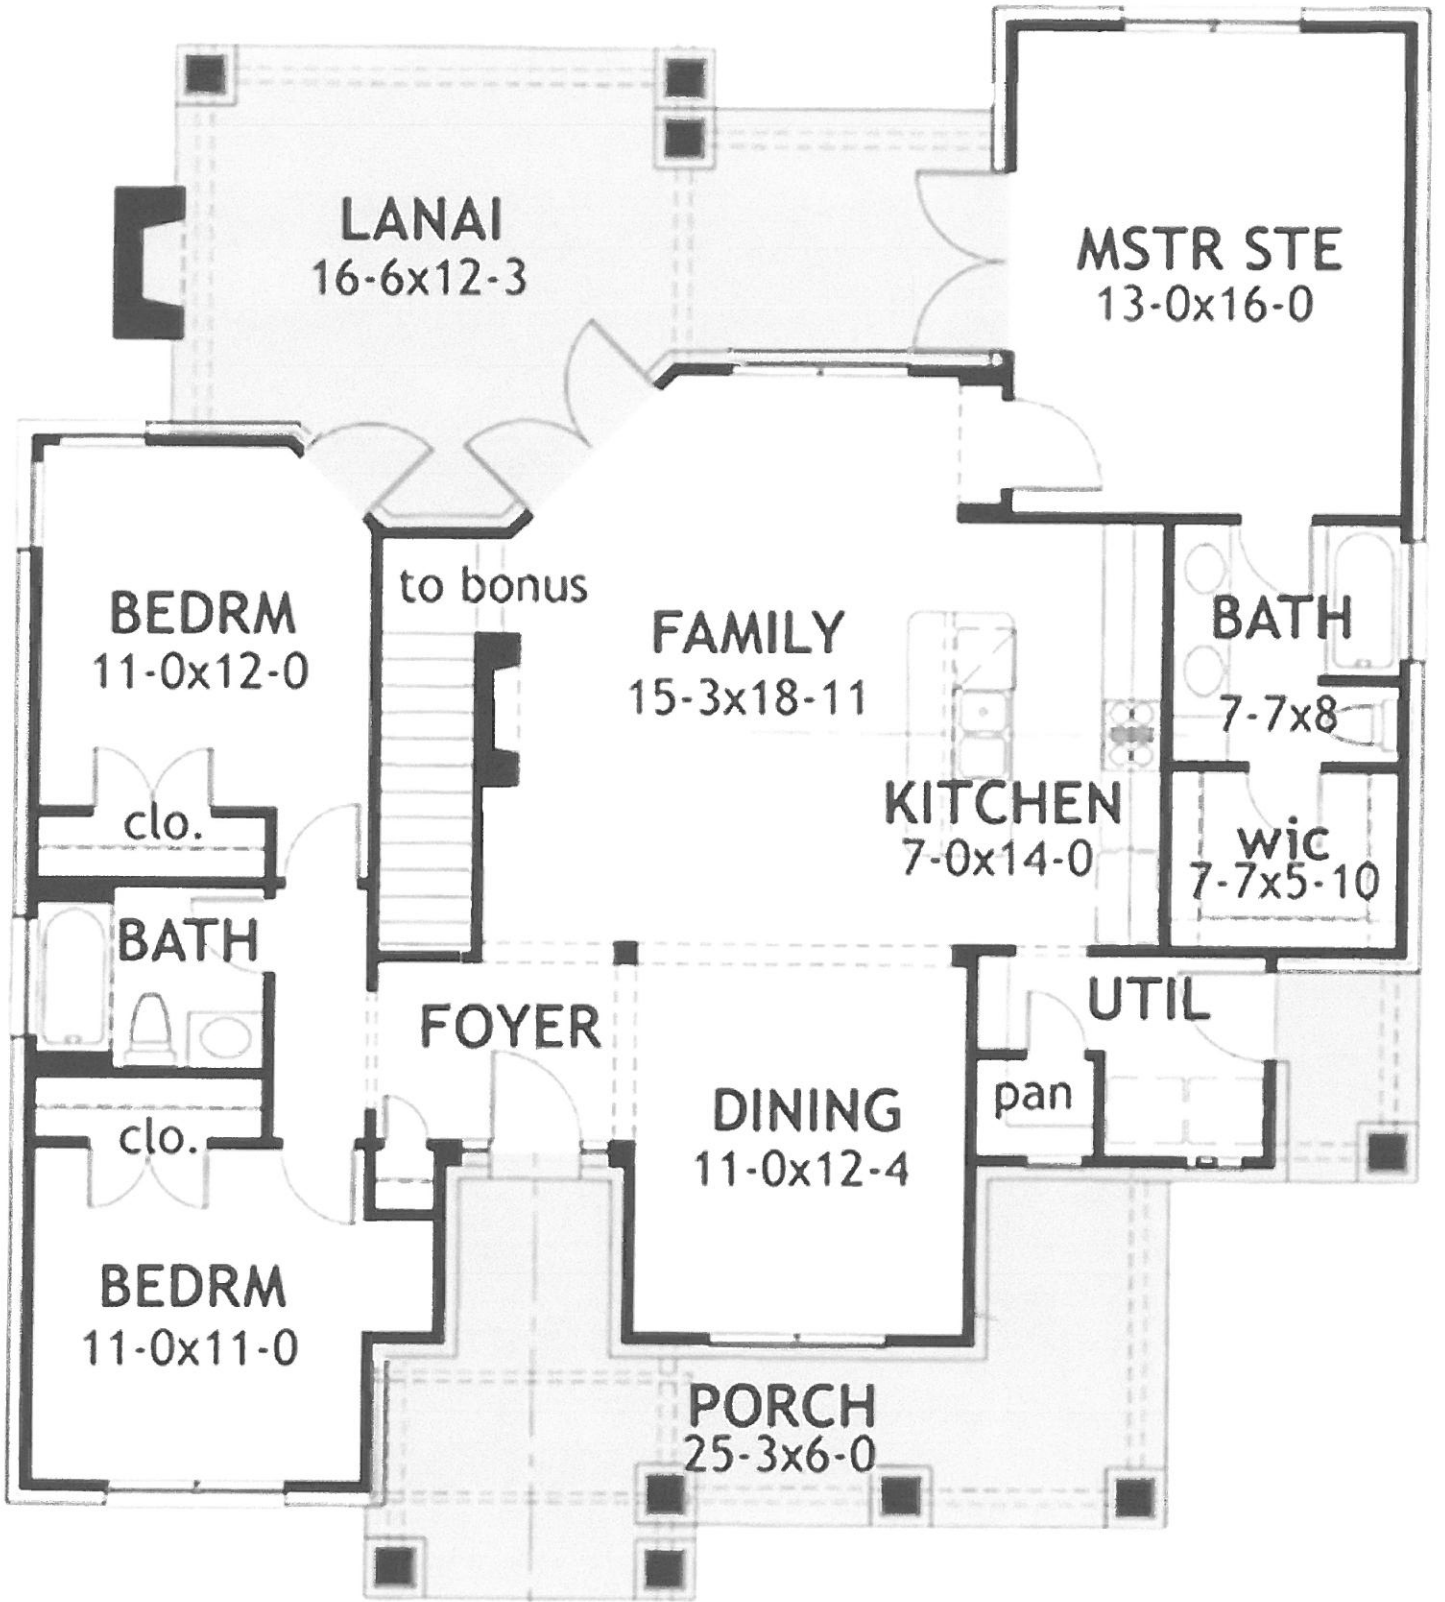 LANAI
16-6x12-3
MSTR STE
13-0x16-0
to bonus
BEDRM
11-0x12-0
FAMILY
15-3x18-11
BATH
7-7x8
clo.
KITCHEN
7-0x14-0
wic
7-7x5-10
BATH
FOYER
UTIL
pan
DINING
11-0x12-4
clo.
BEDRM
11-0x11-0
PORCH
25-3x6-0